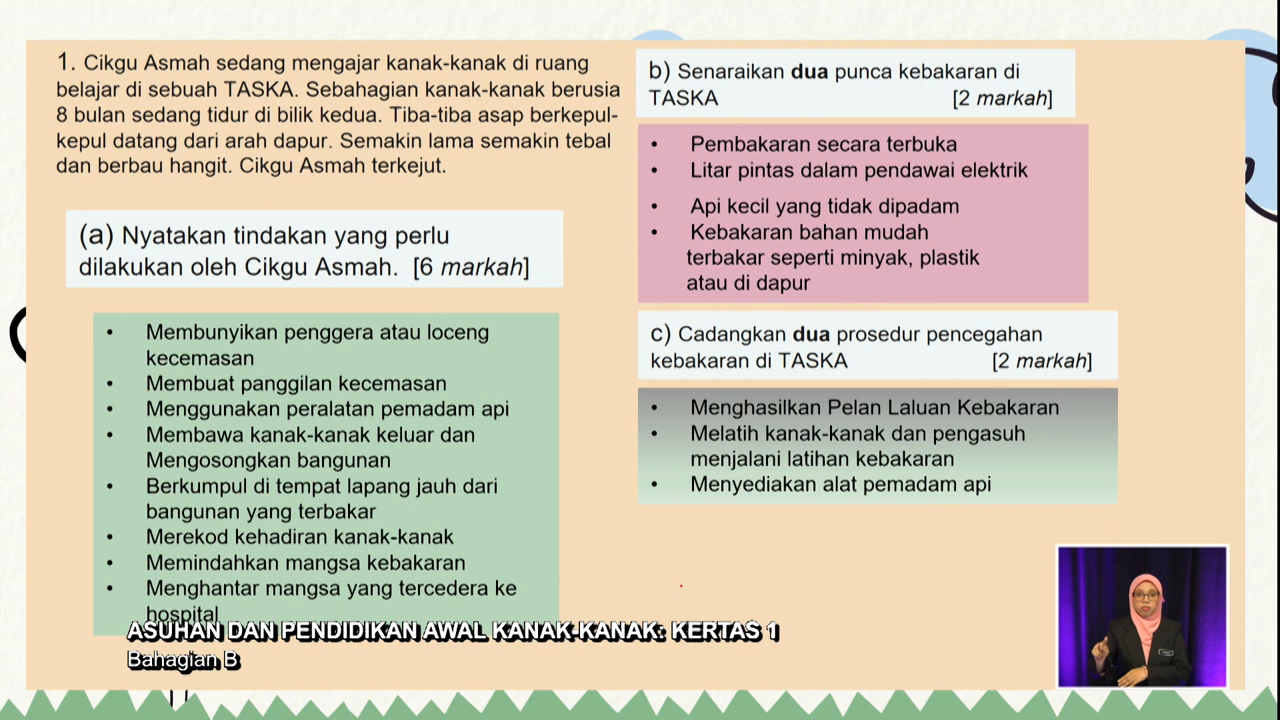 1. Cikgu Asmah sedang mengajar kanak-kanak di ruang
belajar di sebuah TASKA. Sebahagian kanak-kanak berusia
8 bulan sedang tidur di bilik kedua. Tiba-tiba asap berkepul-
kepul datang dari arah dapur. Semakin lama semakin tebal
dan berbau hangit. Cikgu Asmah terkejut.
(a) Nyatakan tindakan yang perlu
dilakukan oleh Cikgu Asmah. [6 markah]
• Membunyikan penggera atau loceng
kecemasan
• Membuat panggilan kecemasan
• Menggunakan peralatan pemadam api
• Membawa kanak-kanak keluar dan
Mengosongkan bangunan
• Berkumpul di tempat lapang jauh dari
bangunan yang terbakar
• Merekod kehadiran kanak-kanak
• Memindahkan mangsa kebakaran
• Menghantar mangsa yang tercedera ke
hospital
b) Senaraikan dua punca kebakaran di
TASKA [2 markah]
• Pembakaran secara terbuka
• Litar pintas dalam pendawai elektrik
• Api kecil yang tidak dipadam
• Kebakaran bahan mudah
terbakar seperti minyak, plastik
atau di dapur
c) Cadangkan dua prosedur pencegahan
kebakaran di TASKA [2 markah]
• Menghasilkan Pelan Laluan Kebakaran
• Melatih kanak-kanak dan pengasuh
menjalani latihan kebakaran
• Menyediakan alat pemadam api
ASUHAN DAN PENDIDIKAN AWAL KANAK-KANAK: KERTAS 1
Bahagian B